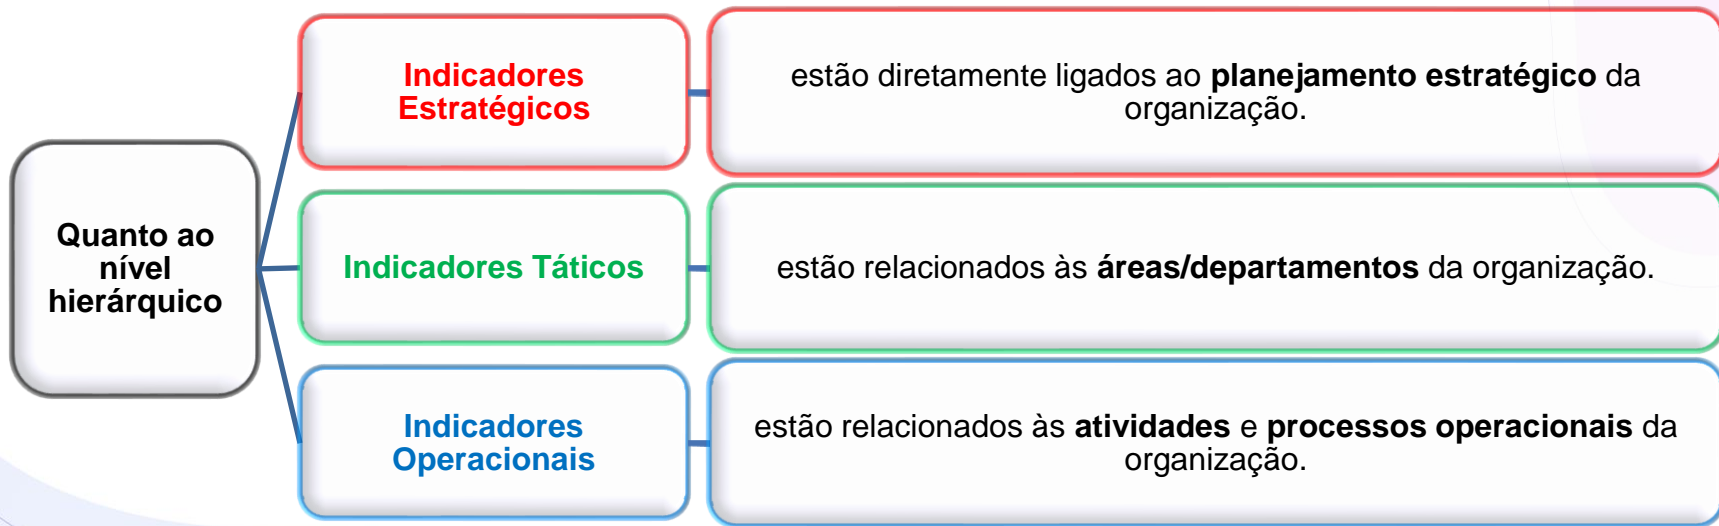 Quanto ao
nível
hierárquico
Indicadores
Estratégicos
estão diretamente ligados ao planejamento estratégico da
organização.
Indicadores Táticos
estão relacionados às áreas/departamentos da organização.
Indicadores
Operacionais
estão relacionados às atividades e processos operacionais da
organização.